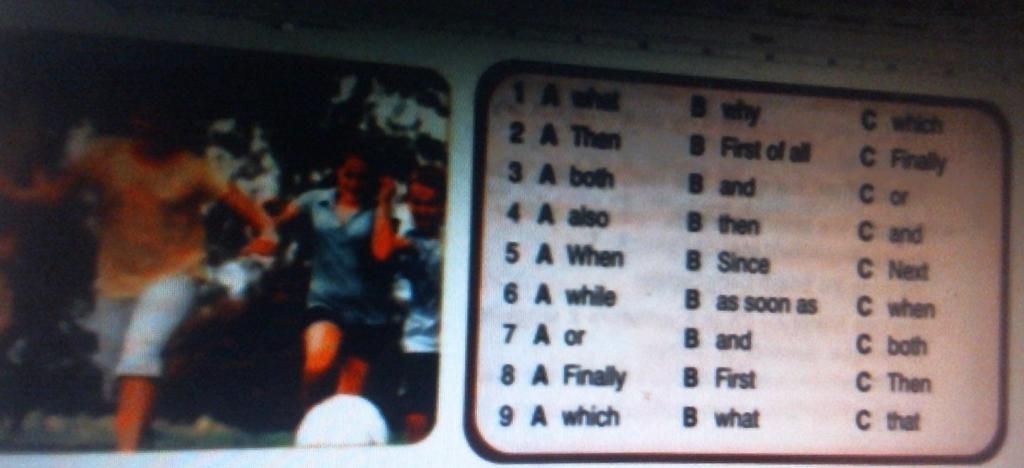 1 A what B why C which
2 A Then B First of all C Finally
3 A both B and C or
4 A also B then C and
5 A When B Since C Next
6 A while B as soon as C when
7 A or B and C both
8 A Finally B First C Then
9 A which B what C that